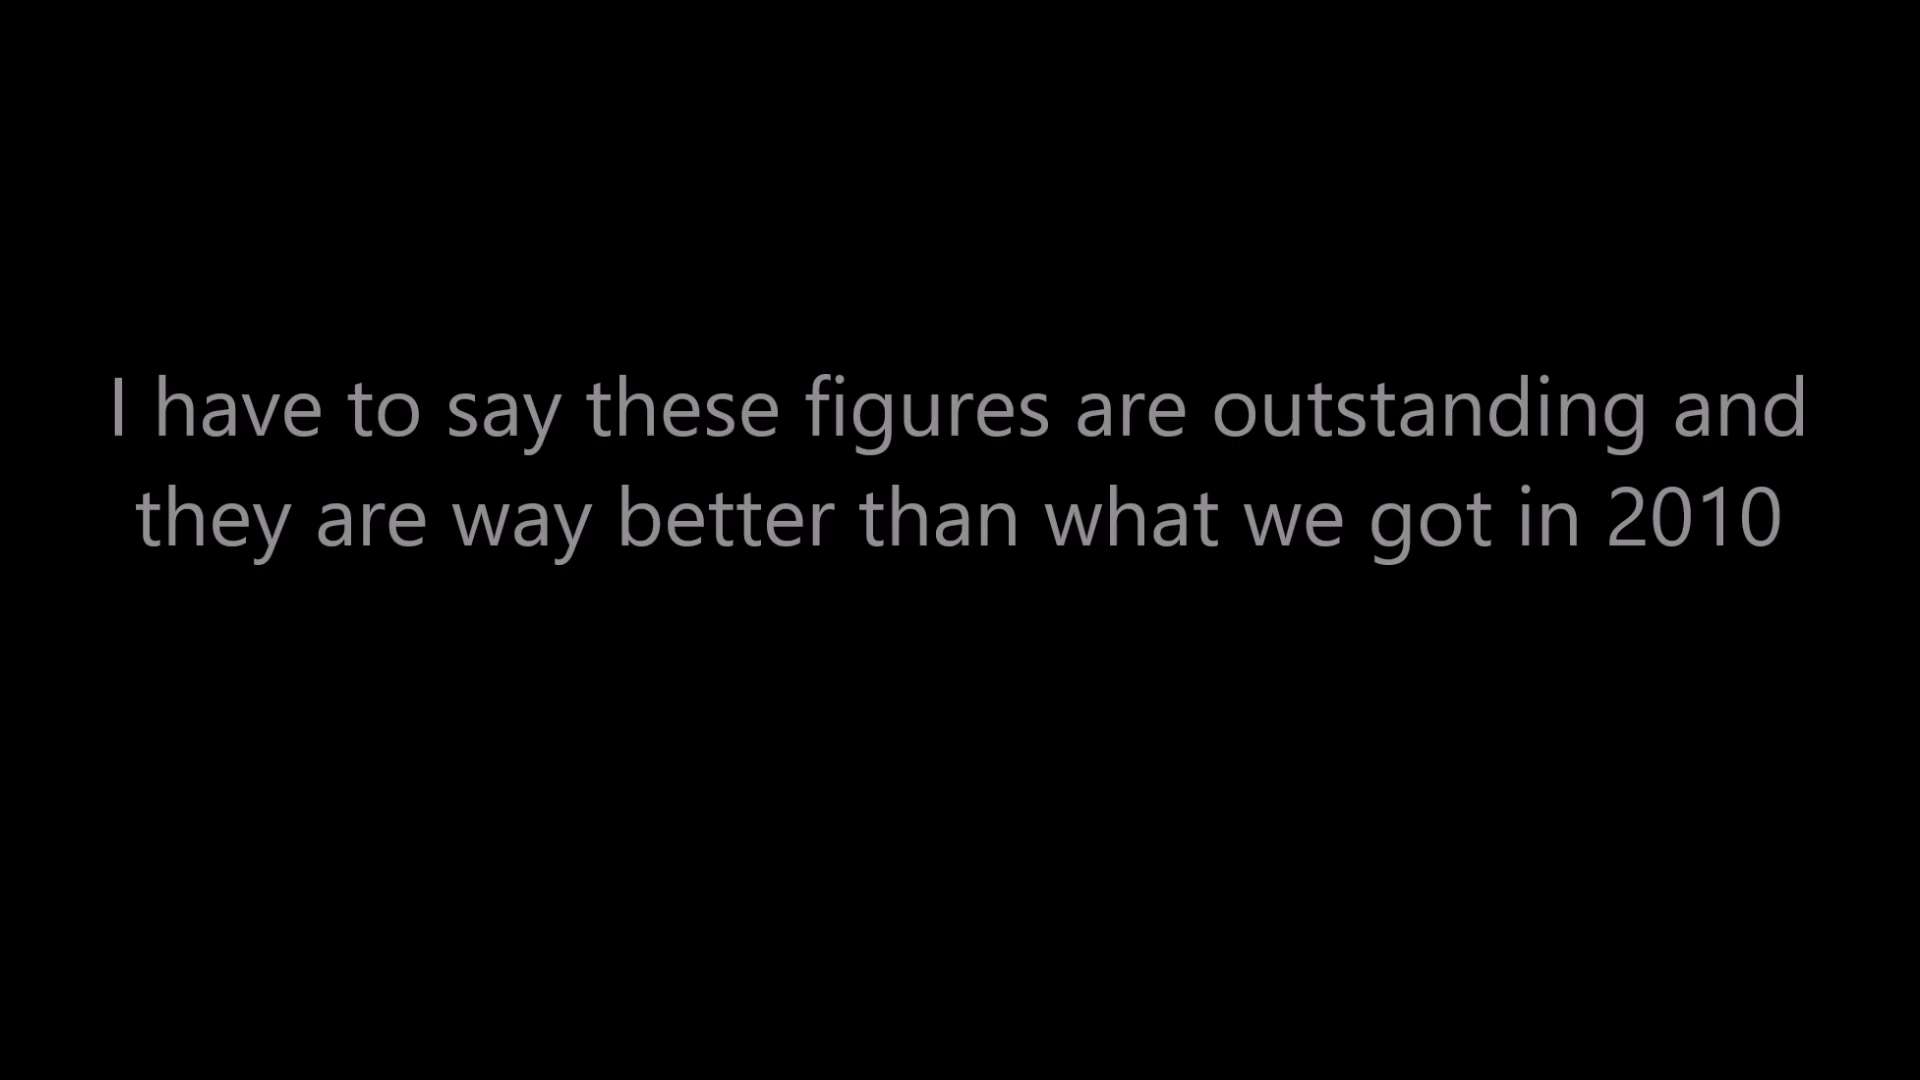 I have to say these figures are outstanding and
they are way better than what we got in 2010